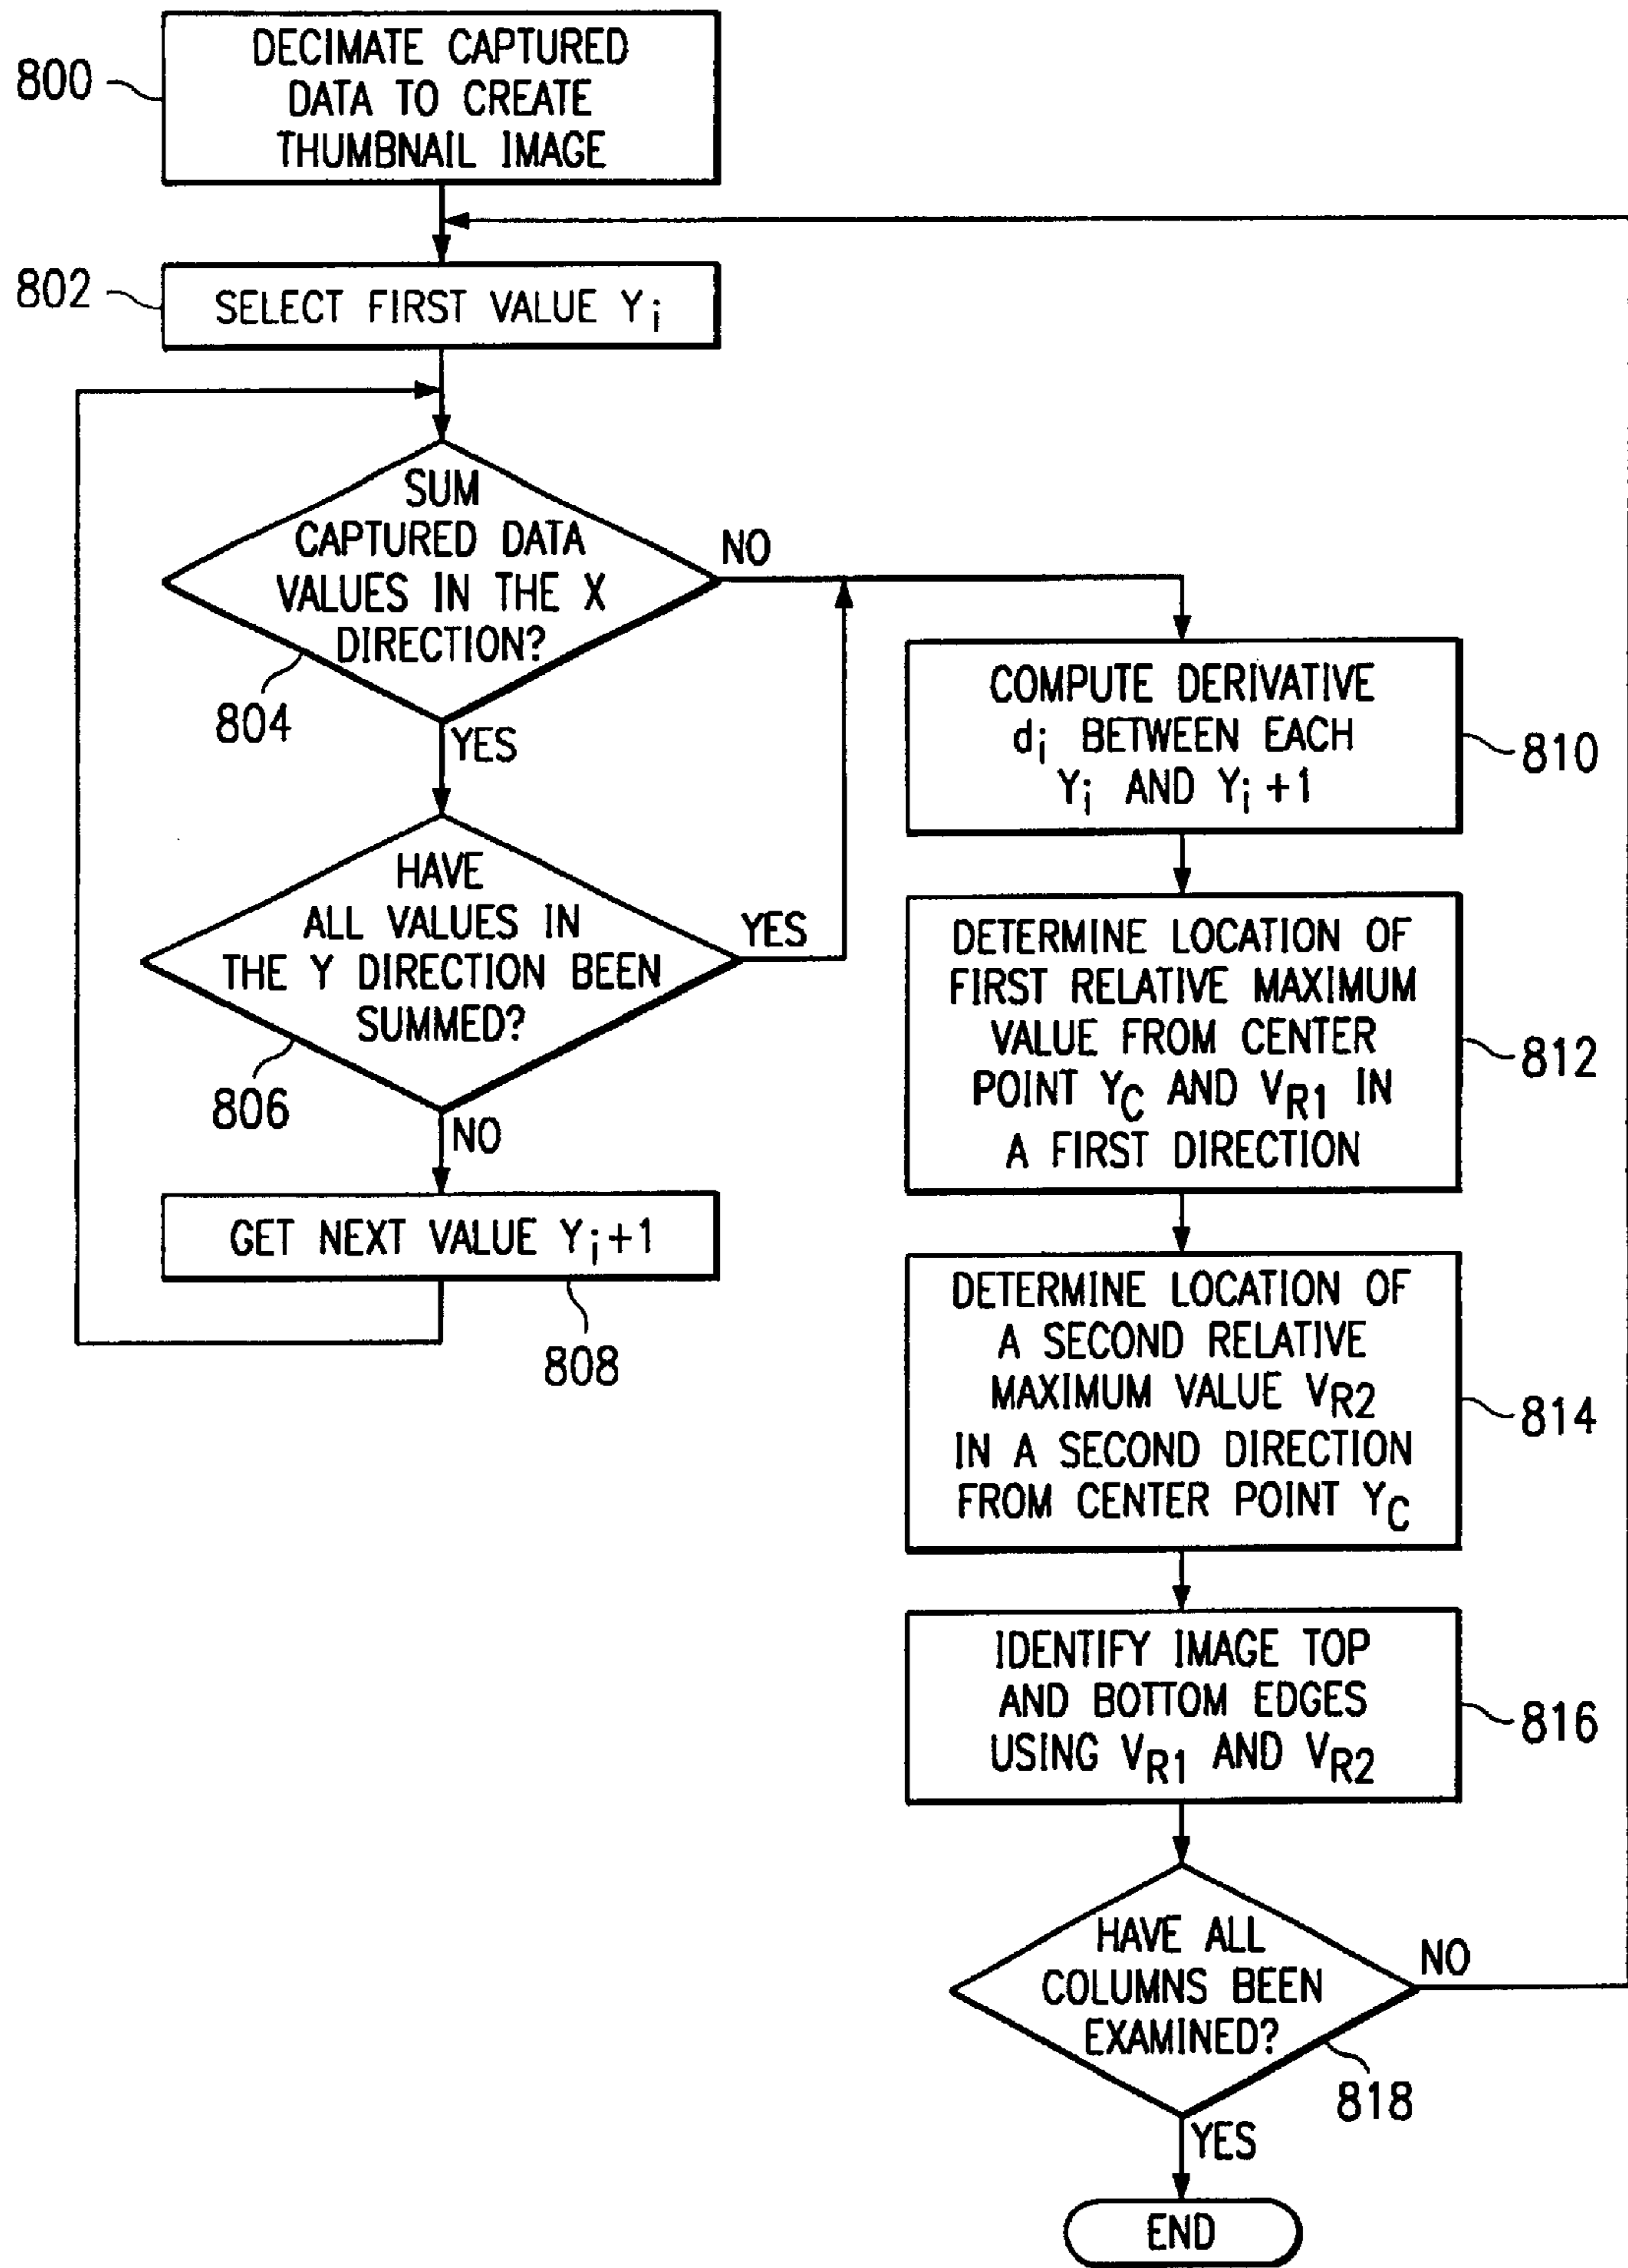 800
DECIMATE CAPTURED
DATA TO CREATE
THUMBNAIL IMAGE
802
SELECT FIRST VALUE Yi
SUM
CAPTURED DATA
VALUES IN THE X
DIRECTION?
NO
804
YES
HAVE
ALL VALUES IN
THE Y DIRECTION BEEN
SUMMED?
YES
806
NO
GET NEXT VALUE Yi+1
808
COMPUTE DERIVATIVE
di BETWEEN EACH
Yi AND Yi+1
810
DETERMINE LOCATION OF
FIRST RELATIVE MAXIMUM
VALUE FROM CENTER
POINT YC AND VR1 IN
A FIRST DIRECTION
812
DETERMINE LOCATION OF
A SECOND RELATIVE
MAXIMUM VALUE VR2
IN A SECOND DIRECTION
FROM CENTER POINT YC
814
IDENTIFY IMAGE TOP
AND BOTTOM EDGES
USING VR1 AND VR2
816
HAVE ALL
COLUMNS BEEN
EXAMINED?
NO
818
YES
END